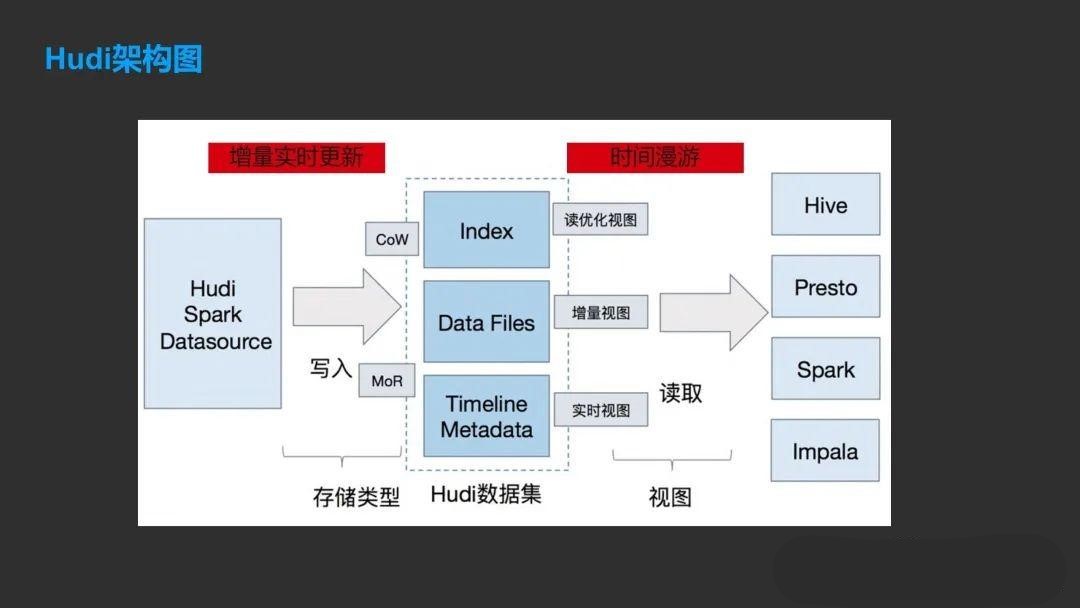 Hudi架构图
增量实时更新
时间漫游
Hudi
Spark
Datasource
写入
CoW
MoR
存储类型
Index
Data Files
Timeline
Metadata
Hudi数据集
读优化视图
增量视图
实时视图
读取
视图
Hive
Presto
Spark
Impala